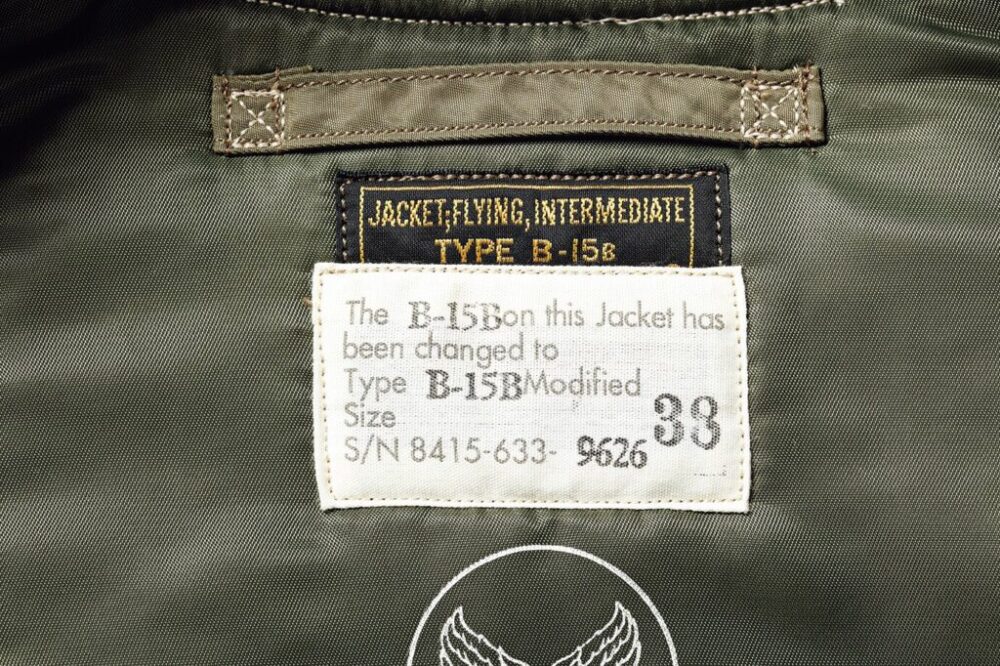 JACKET,FLYING, INTERMEDIATE
TYPE B-15B
The B-15B on this Jacket has
been changed to
Type B-15B Modified
Size 38
S/N 8415-633- 9626